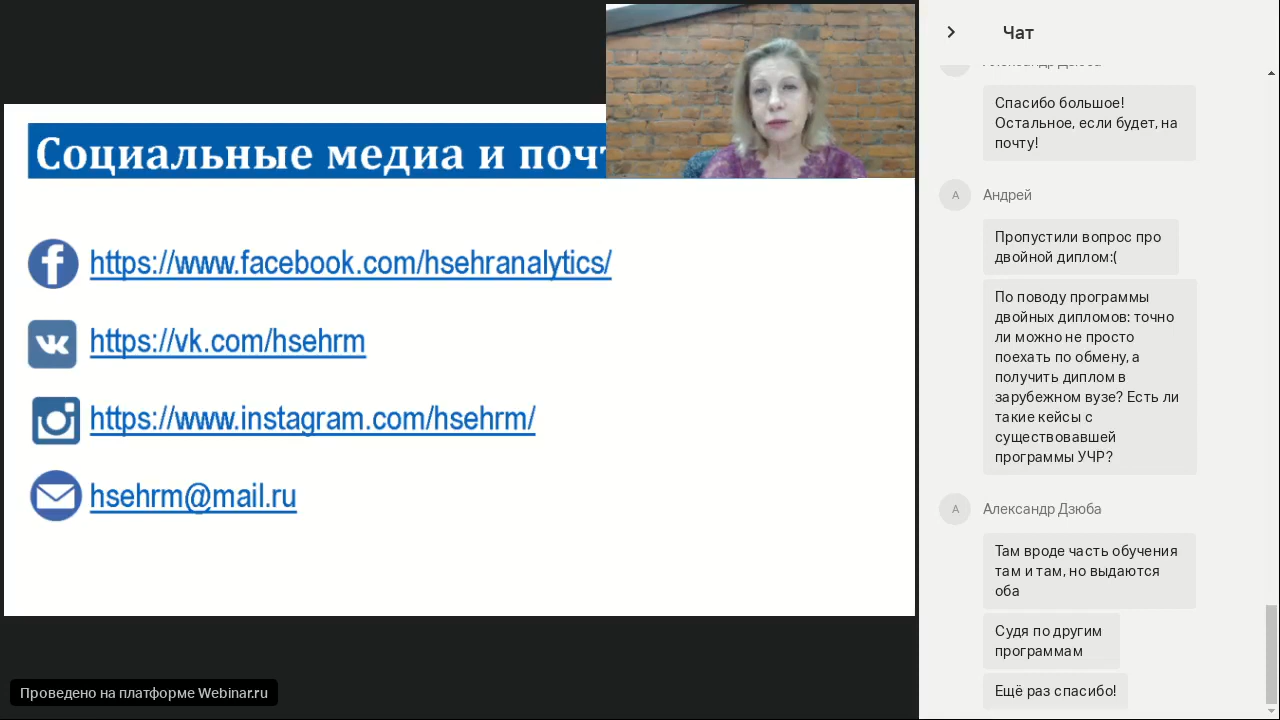 Социальные медиа и
https://www.facebook.com/hsehranalytics/
https://vk.com/hsehrm
https://www.instagram.com/hsehrm/
hsehrm@mail.ru
Проведено на платформе Webinar.ru
Чат
Александр Дзюба
Спасибо большое!
Остальное, если будет, на
почту!
А
Андрей
Пропустили вопрос про
двойной диплом:(
По поводу программы
двойных дипломов: точно
ли можно не просто
поехать по обмену, а
получить диплом в
зарубежном вузе? Есть ли
такие кейсы с
существовавшей
программы УЧР?
А
Александр Дзюба
Там вроде часть обучения
там и там, но выдаются
оба
Судя по другим
программам
Ещё раз спасибо!